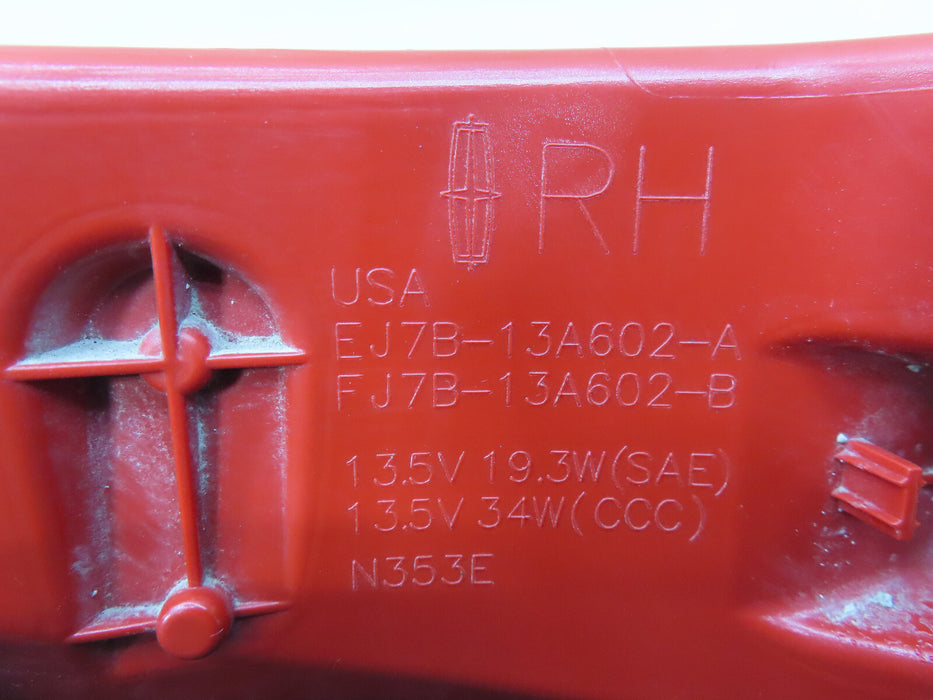 RH
USA
EJ7B-13A602-A
FJ7B-13A602-B
13.5V 19.3W(SAE)
13.5V 34W(CCC)
N353E